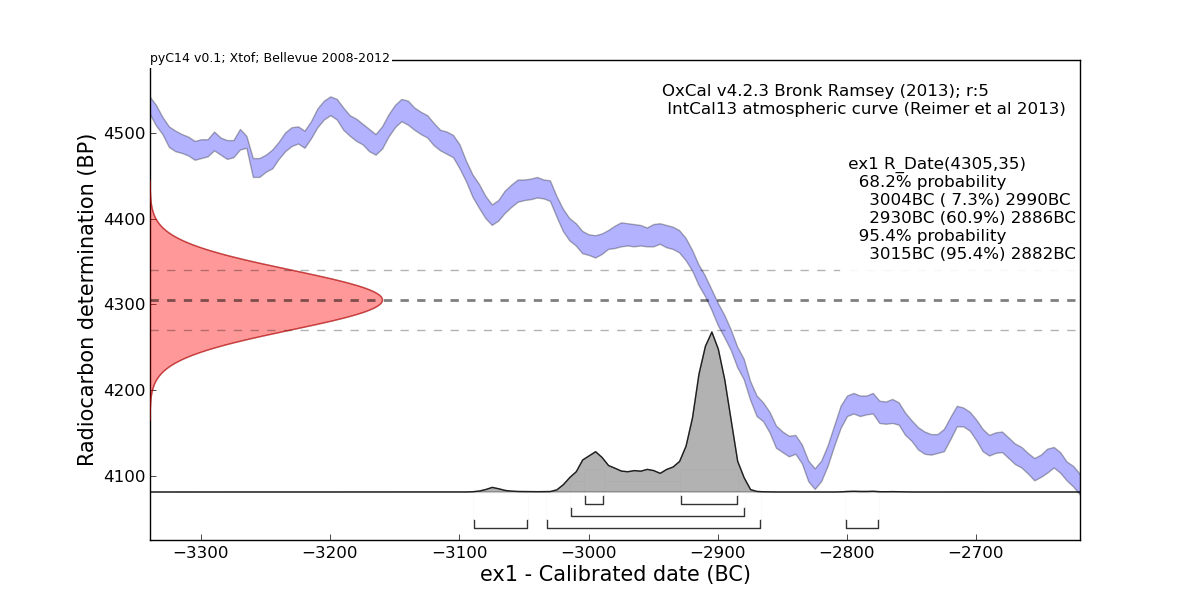 pyC14 v0.1; Xtof; Bellevue 2008-2012
OxCal v4.2.3 Bronk Ramsey (2013); r:5
IntCal13 atmospheric curve (Reimer et al 2013)
ex1 R_Date(4305,35)
68.2% probability
3004BC ( 7.3%) 2990BC
2930BC (60.9%) 2886BC
95.4% probability
3015BC (95.4%) 2882BC
Radiocarbon determination (BP)
4500
4400
4300
4200
4100
−3300 −3200 −3100 −3000 −2900 −2800 −2700
ex1 - Calibrated date (BC)